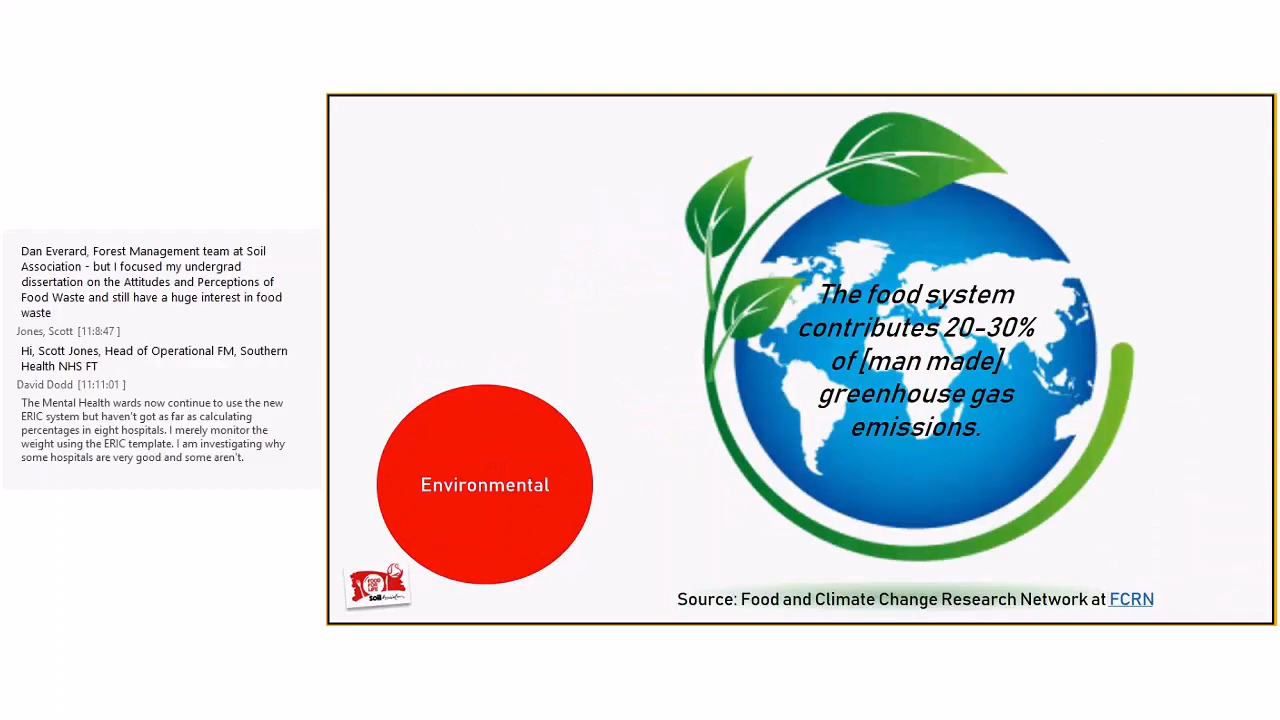 Dan Everard, Forest Management team at Soil
Association - but I focused my undergrad
dissertation on the Attitudes and Perceptions of
Food Waste and still have a huge interest in food
waste
Jones, Scott [11:8:47 ]
Hi, Scott Jones, Head of Operational FM, Southern
Health NHS FT
David Dodd [11:11:01 ]
The Mental Health wards now continue to use the new
ERIC system but haven't got as far as calculating
percentages in eight hospitals. I merely monitor the
weight using the ERIC template. I am investigating why
some hospitals are very good and some aren't.
The food system
contributes 20-30%
of [man made]
greenhouse gas
emissions.
Environmental
FOOD
FOR
LIFE
Soil Association
Source: Food and Climate Change Research Network at FCRN